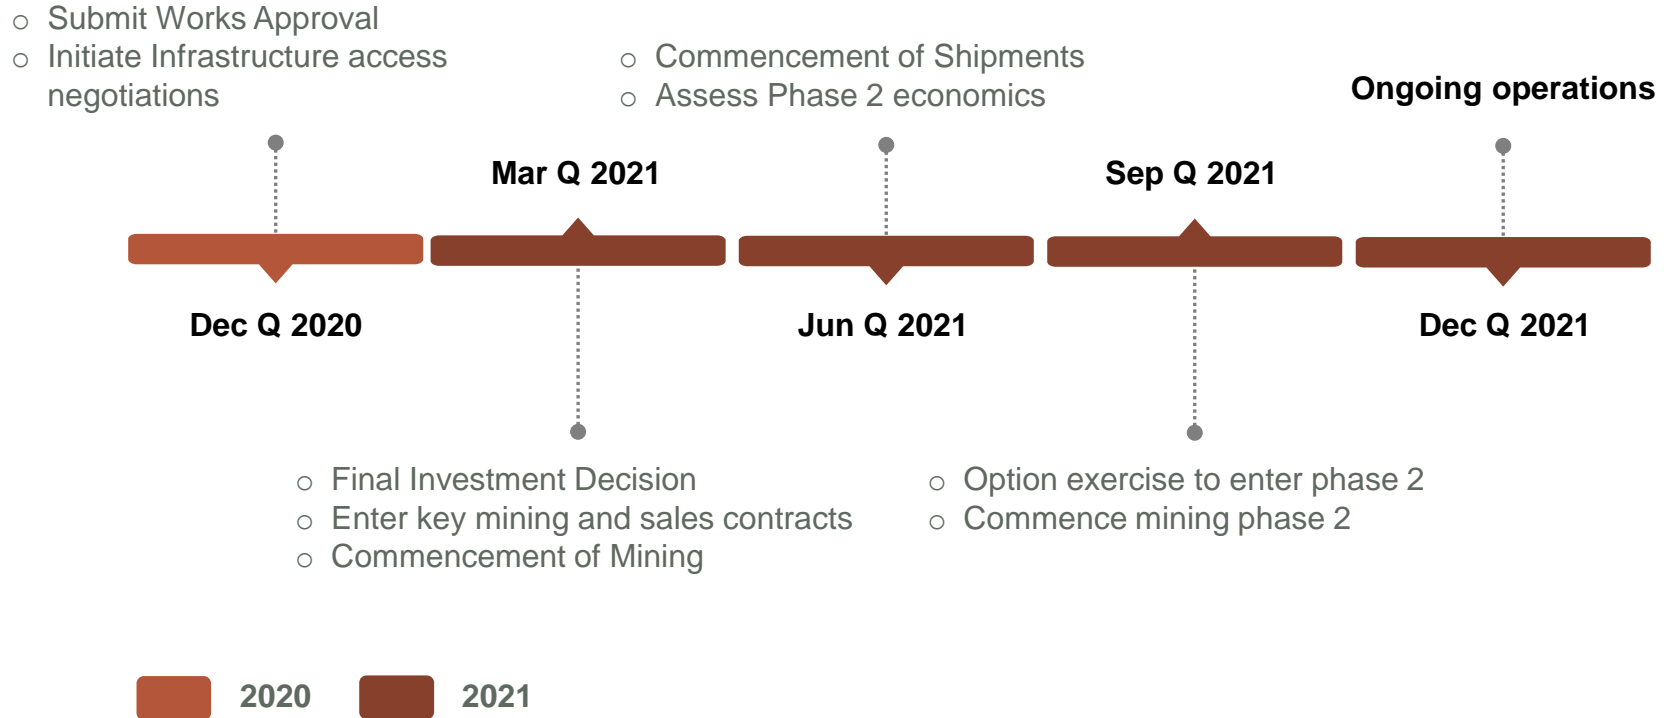 ○ Submit Works Approval
○ Initiate Infrastructure access
negotiations
○ Commencement of Shipments
○ Assess Phase 2 economics
Ongoing operations
Mar Q 2021
Sep Q 2021
Dec Q 2020
Jun Q 2021
Dec Q 2021
○ Final Investment Decision
○ Enter key mining and sales contracts
○ Commencement of Mining
○ Option exercise to enter phase 2
○ Commence mining phase 2
2020
2021